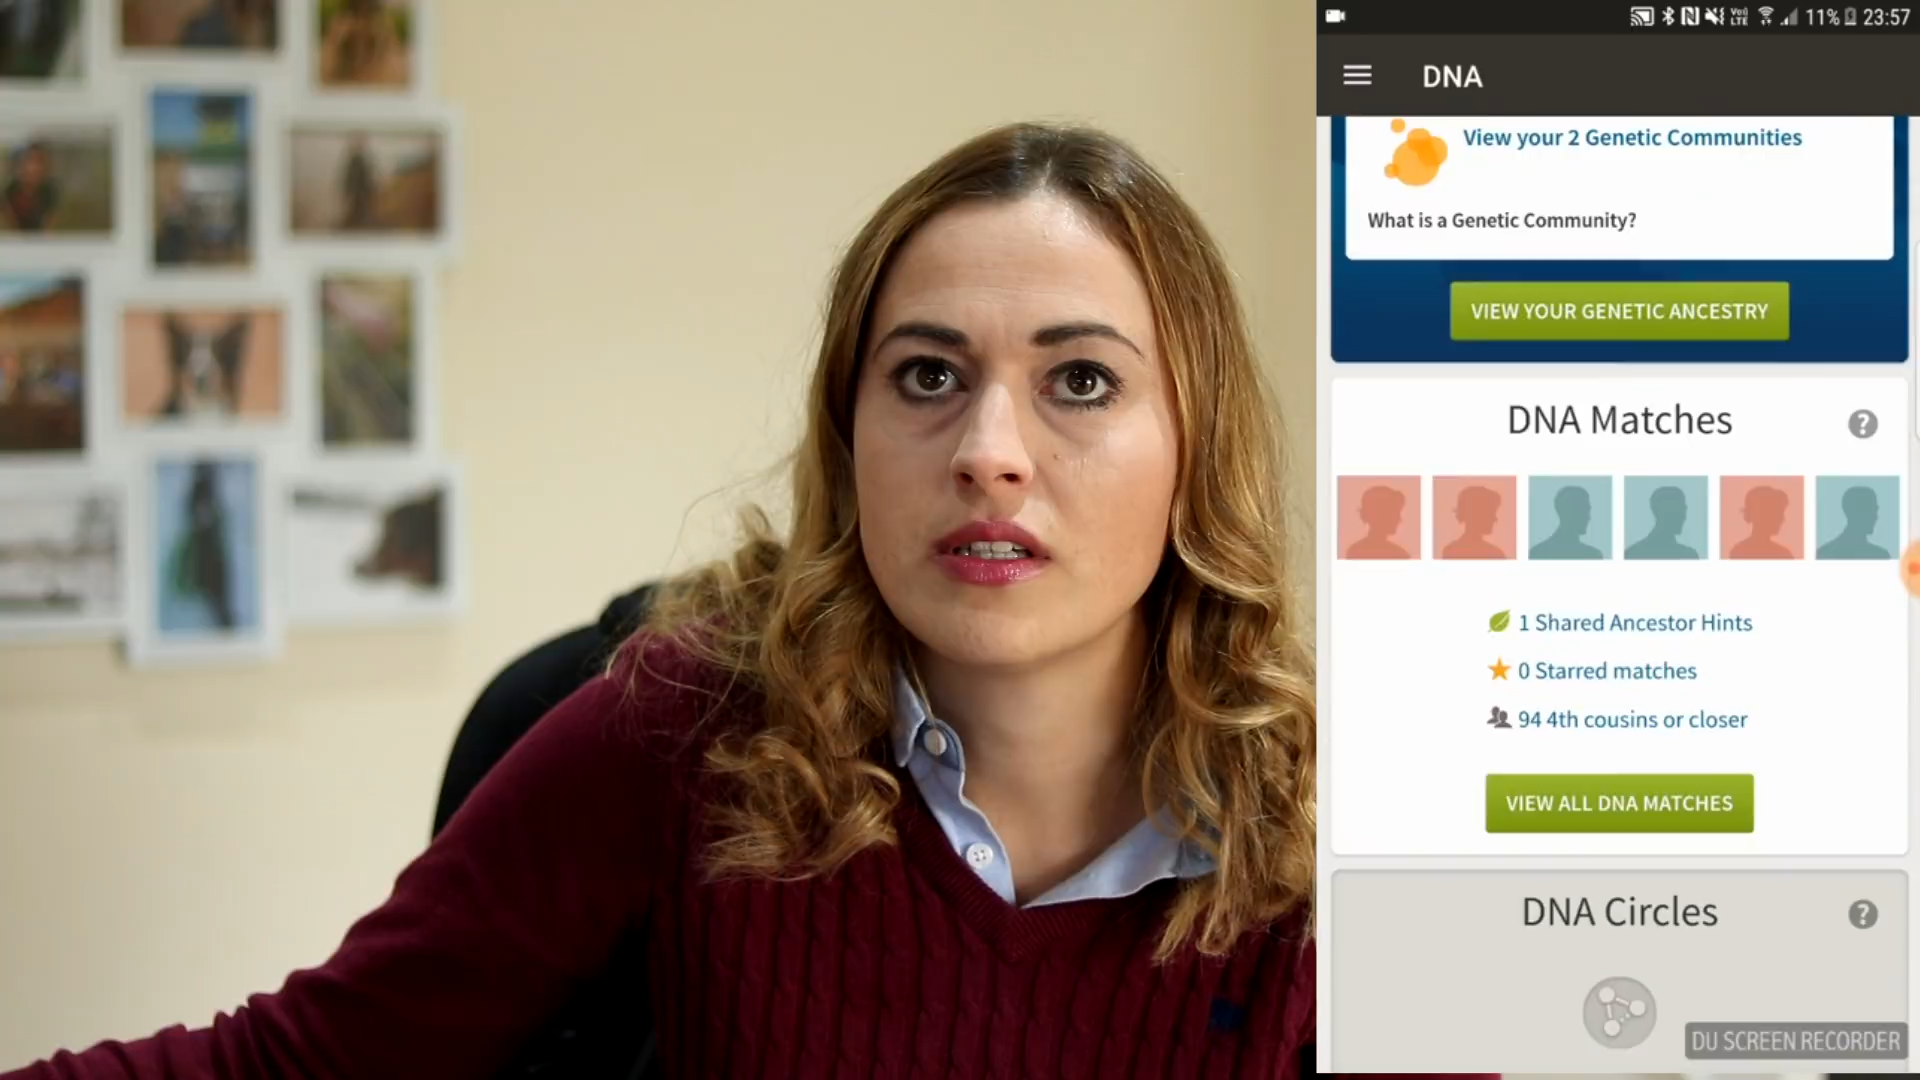 11% 23:57
DNA
View your 2 Genetic Communities
What is a Genetic Community?
VIEW YOUR GENETIC ANCESTRY
DNA Matches ?
1 Shared Ancestor Hints
0 Starred matches
94 4th cousins or closer
VIEW ALL DNA MATCHES
DNA Circles ?
DU SCREEN RECORDER